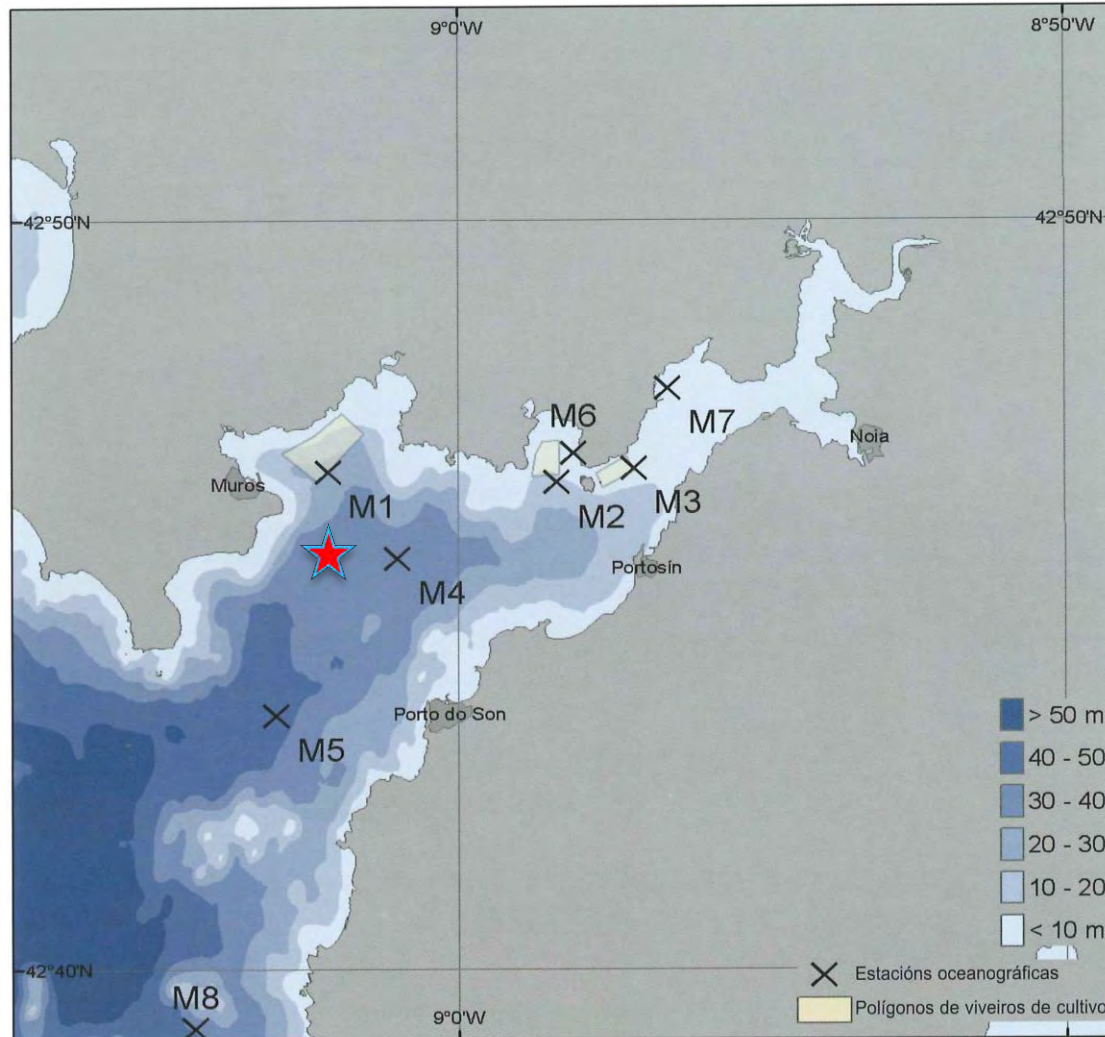 9°0'W
8°50'W
42°50'N
42°50'N
M6
M7
Noia
Muros
M1
M2
M3
Portosín
M4
Porto do Son
M5
> 50 m
40 - 50
30 - 40
20 - 30
10 - 20
< 10 m
42°40'N
Estacións oceanográficas
M8
9°0'W
Polígonos de viveiros de cultivo